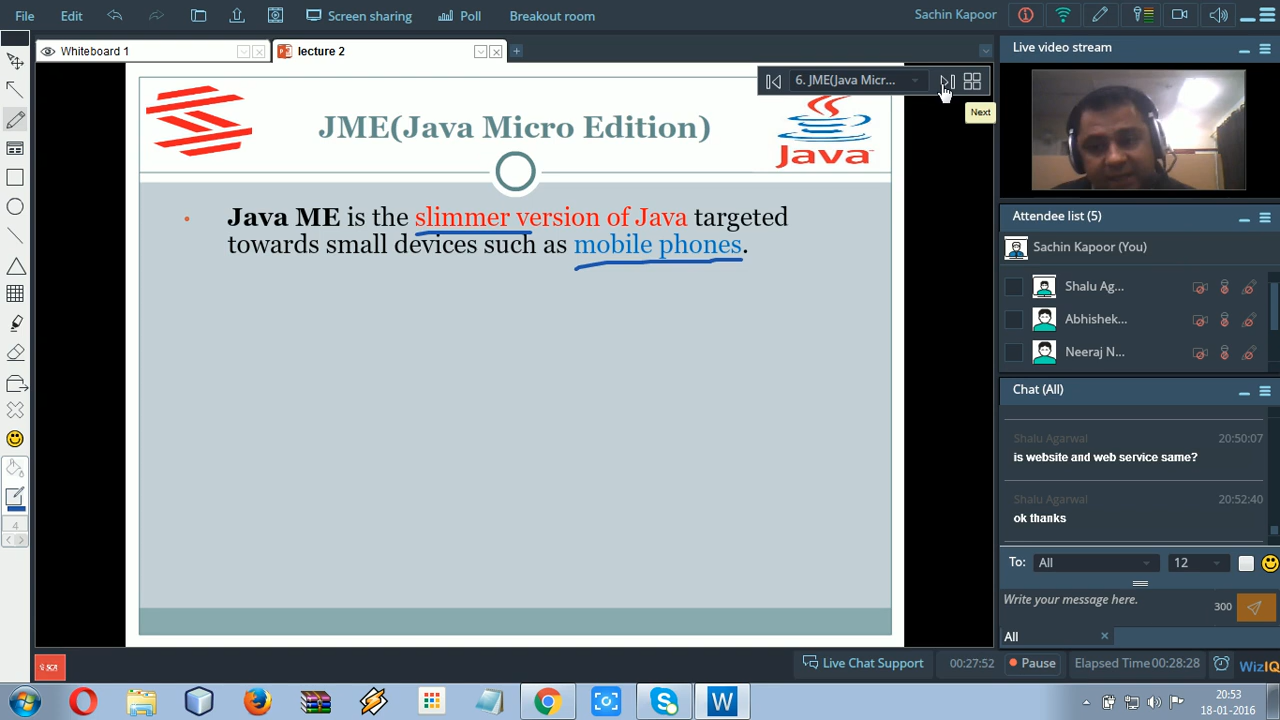 File Edit Screen sharing Poll Breakout room Sachin Kapoor
Whiteboard 1 lecture 2
6. JME(Java Micr...
Next
JME(Java Micro Edition)
Java
• Java ME is the slimmer version of Java targeted
towards small devices such as mobile phones.
4
Live video stream
Attendee list (5)
Sachin Kapoor (You)
Shalu Ag...
Abhishek...
Neeraj N...
Chat (All)
Shalu Agarwal 20:50:07
is website and web service same?
Shalu Agarwal 20:52:40
ok thanks
To: All 12
Write your message here. 300
All
SCA
Live Chat Support 00:27:52 Pause Elapsed Time 00:28:28 WizIQ
20:53
18-01-2016